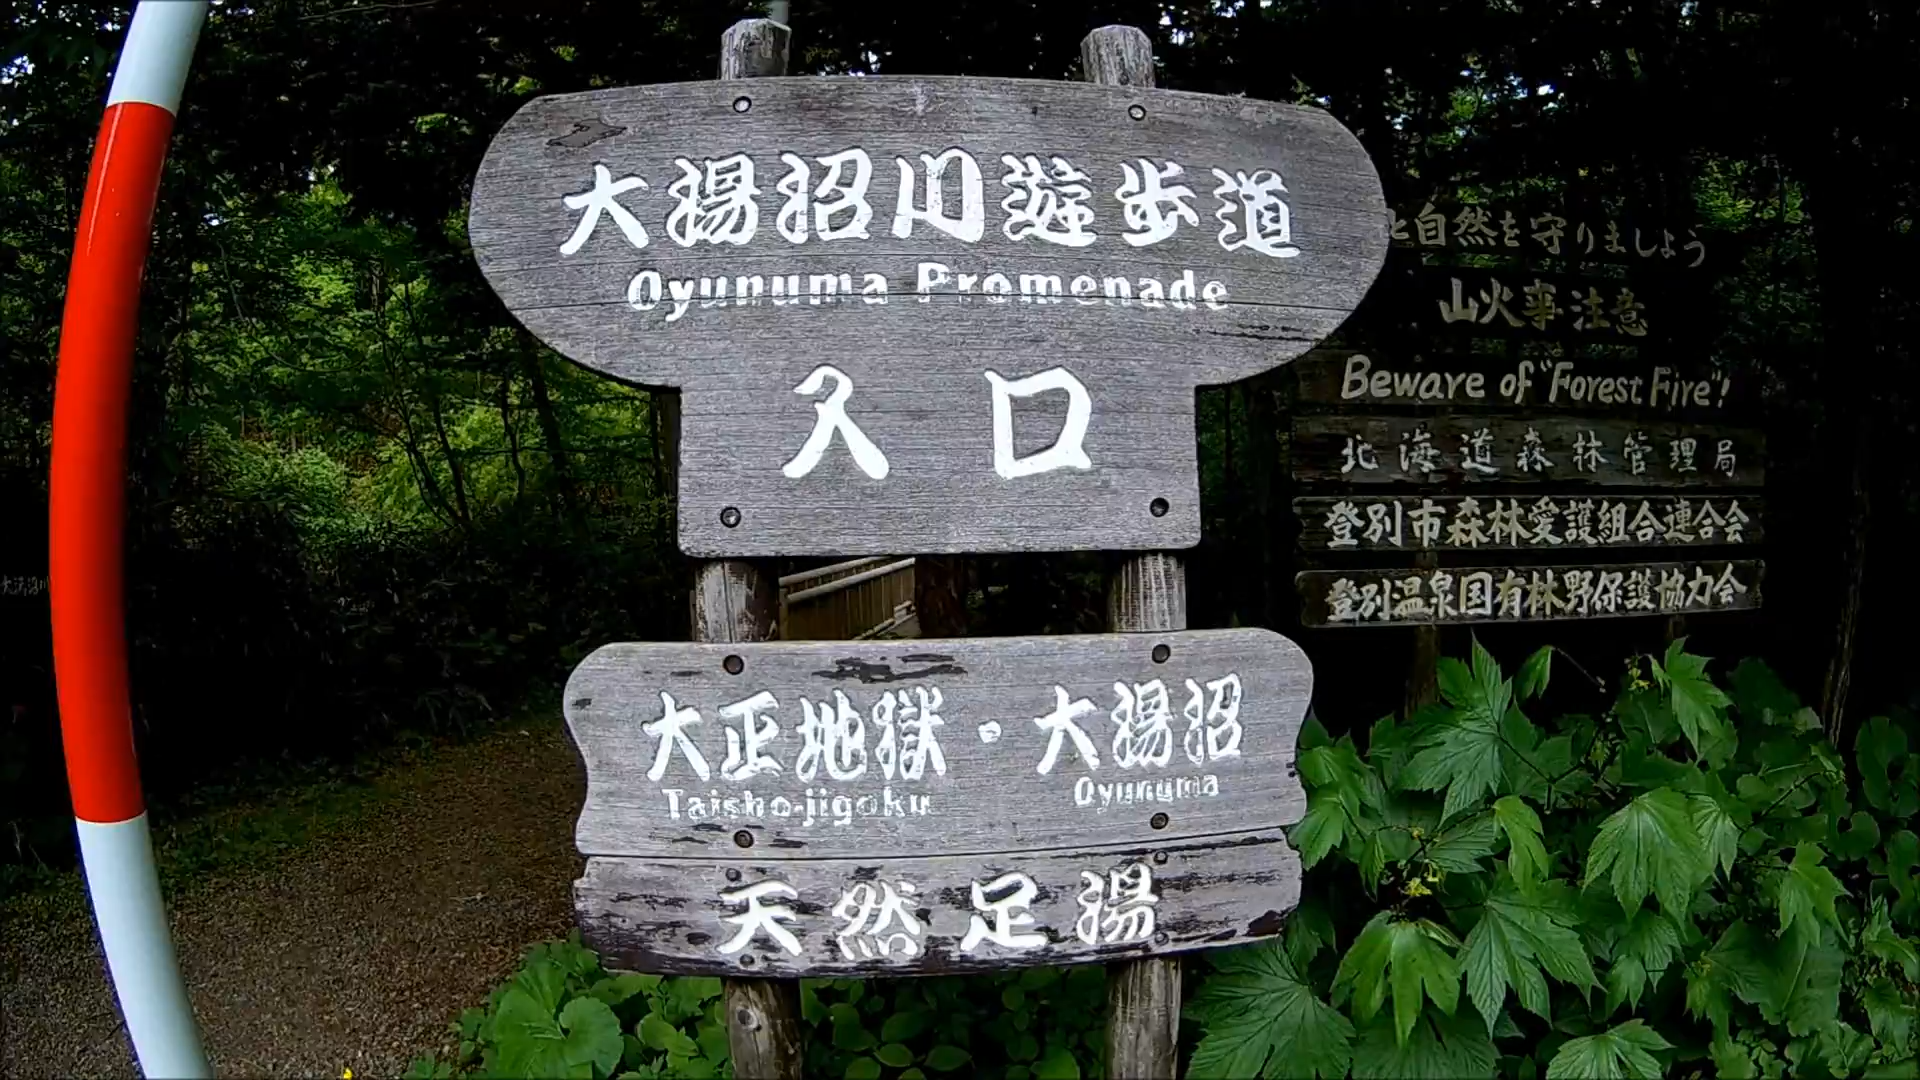 大湯沼川遊歩道
Oyunuma Promenade
入口
大正地獄・大湯沼
Taisho-jigoku Oyunuma
天然足湯
と自然を守りましょう
山火事注意
Beware of "Forest Fire"!
北海道森林管理局
登別市森林愛護組合連合会
登別温泉国有林野保護協力会